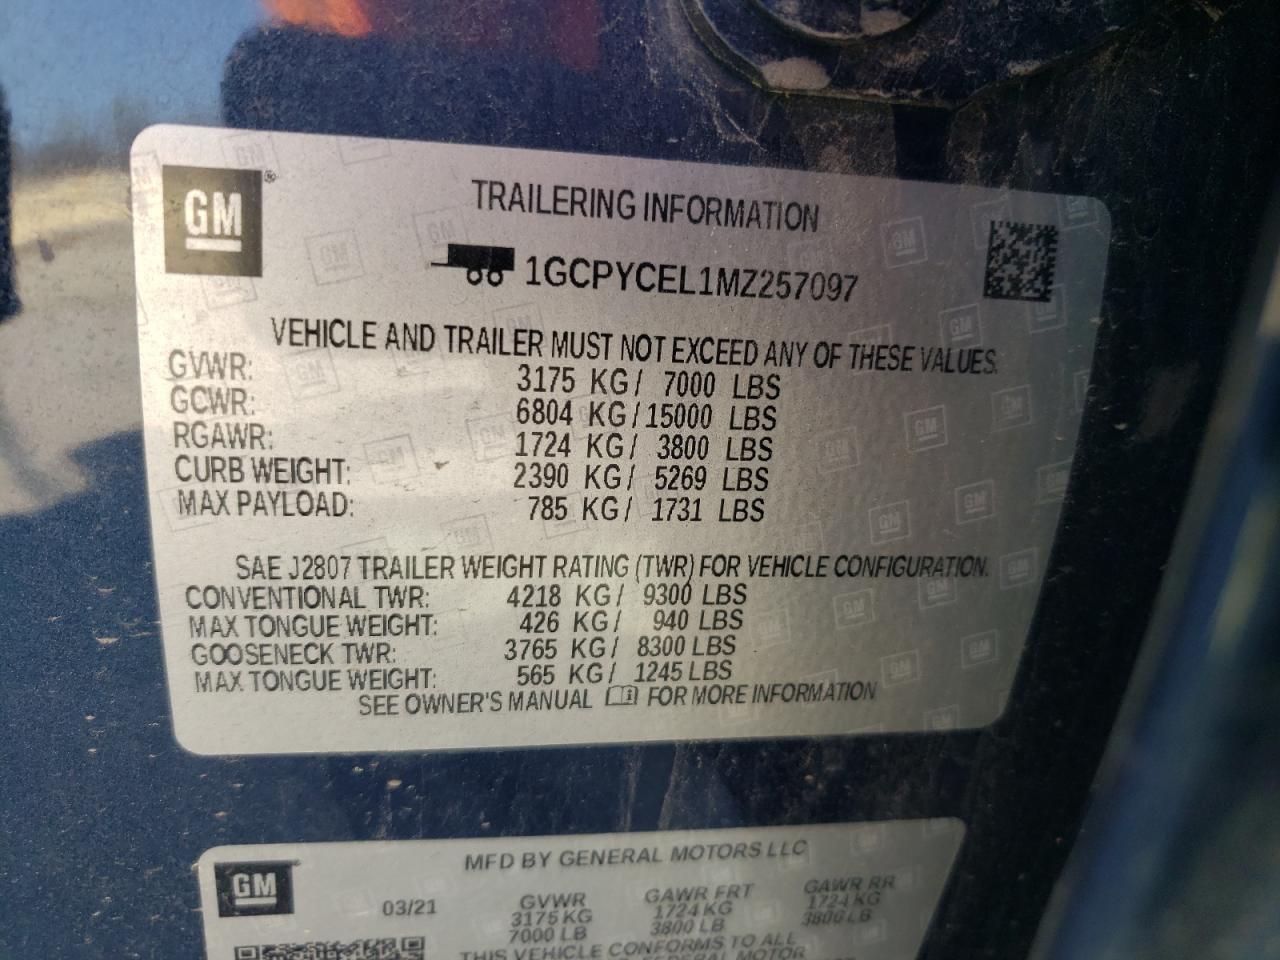 GM®
TRAILERING INFORMATION
1GCPYCEL1MZ257097
VEHICLE AND TRAILER MUST NOT EXCEED ANY OF THESE VALUES.
GVWR: 3175 KG/ 7000 LBS
GCWR: 6804 KG/15000 LBS
RGAWR: 1724 KG/ 3800 LBS
CURB WEIGHT: 2390 KG/ 5269 LBS
MAX PAYLOAD: 785 KG/ 1731 LBS
SAE J2807 TRAILER WEIGHT RATING (TWR) FOR VEHICLE CONFIGURATION.
CONVENTIONAL TWR: 4218 KG/ 9300 LBS
MAX TONGUE WEIGHT: 426 KG/ 940 LBS
GOOSENECK TWR: 3765 KG/ 8300 LBS
MAX TONGUE WEIGHT: 565 KG/ 1245 LBS
SEE OWNER'S MANUAL FOR MORE INFORMATION
GM
MFD BY GENERAL MOTORS LLC
03/21
GVWR GAWR FRT GAWR RR
3175 KG 1724 KG 1724 KG
7000 LB 3800 LB 3800 LB
THIS VEHICLE CONFORMS TO ALL
FEDERAL MOTOR